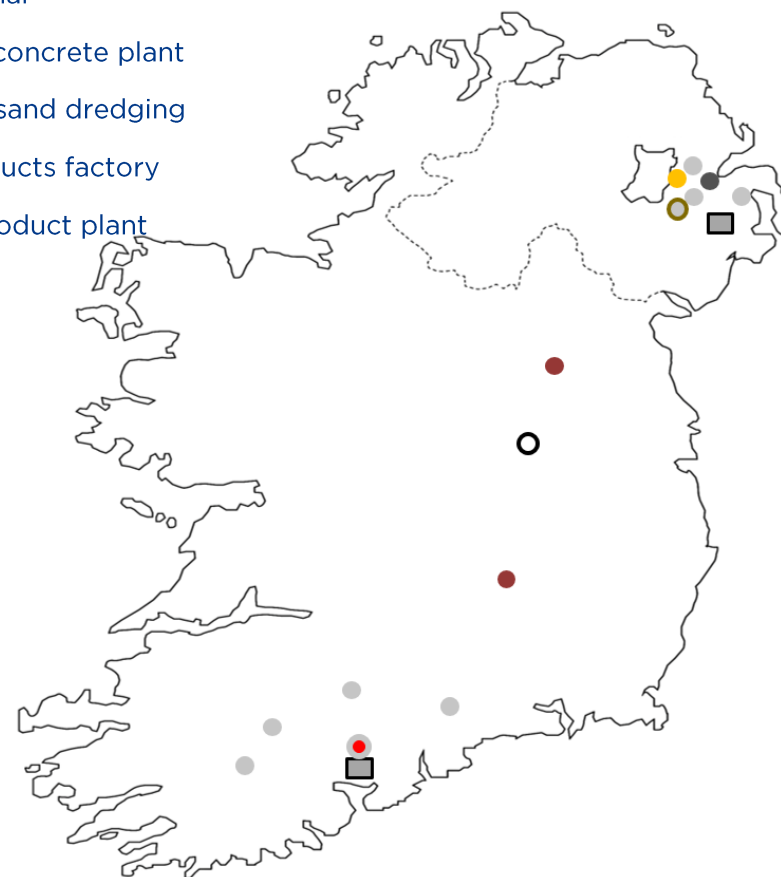 concrete plant
sand dredging
ucts factory
oduct plant